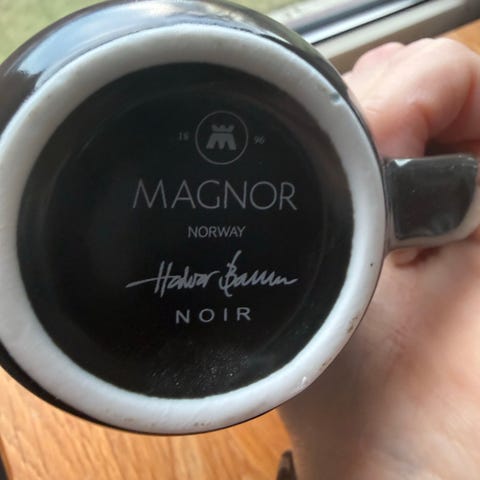 18 96
MAGNOR
NORWAY
Halvor Bakke
NOIR